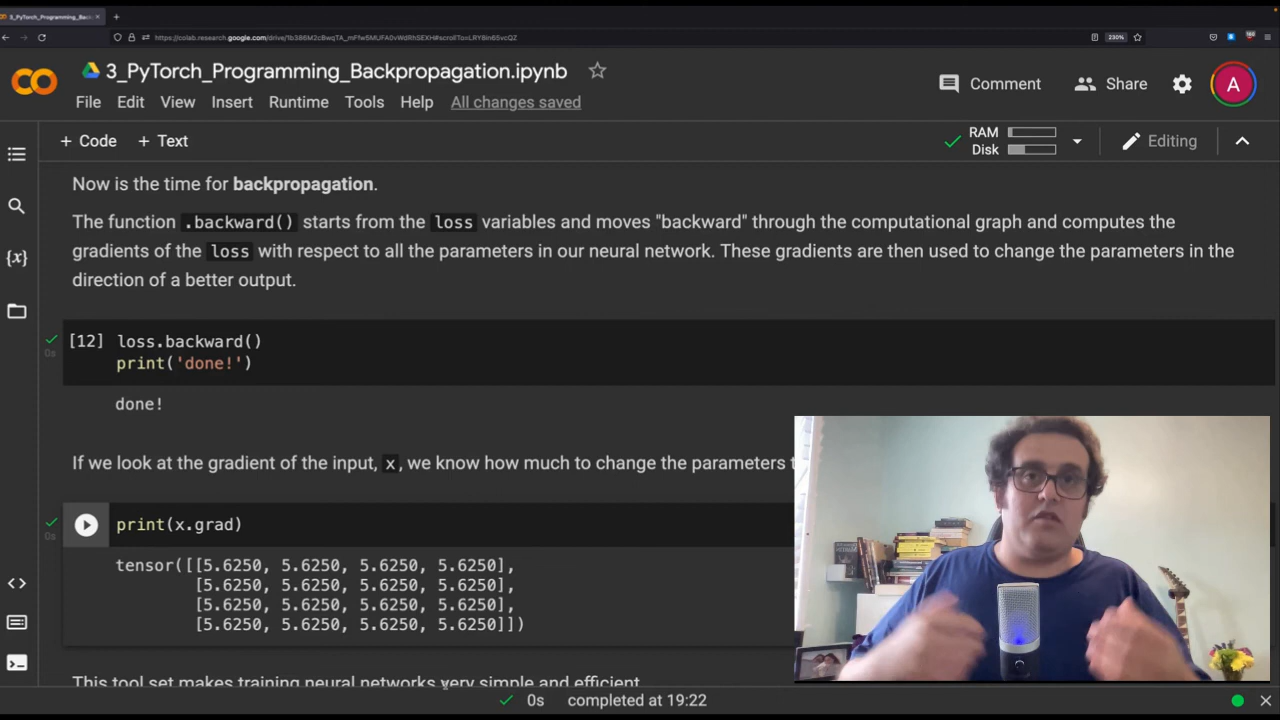 3_PyTorch_Programming_Back
3_PyTorch_Programming_Backpropagation.ipynb
File Edit View Insert Runtime Tools Help All changes saved
Comment Share A
+ Code + Text
RAM
Disk
Editing
230%
Now is the time for backpropagation.
The function .backward() starts from the loss variables and moves "backward" through the computational graph and computes the
gradients of the loss with respect to all the parameters in our neural network. These gradients are then used to change the parameters in the
direction of a better output.
[12] loss.backward()
0s
print('done!')
done!
If we look at the gradient of the input, x, we know how much to change the parameters t
print(x.grad)
0s
tensor([[5.6250, 5.6250, 5.6250, 5.6250],
[5.6250, 5.6250, 5.6250, 5.6250],
[5.6250, 5.6250, 5.6250, 5.6250],
[5.6250, 5.6250, 5.6250, 5.6250]])
This tool set makes training neural networks very simple and efficient.
0s completed at 19:22
{x}